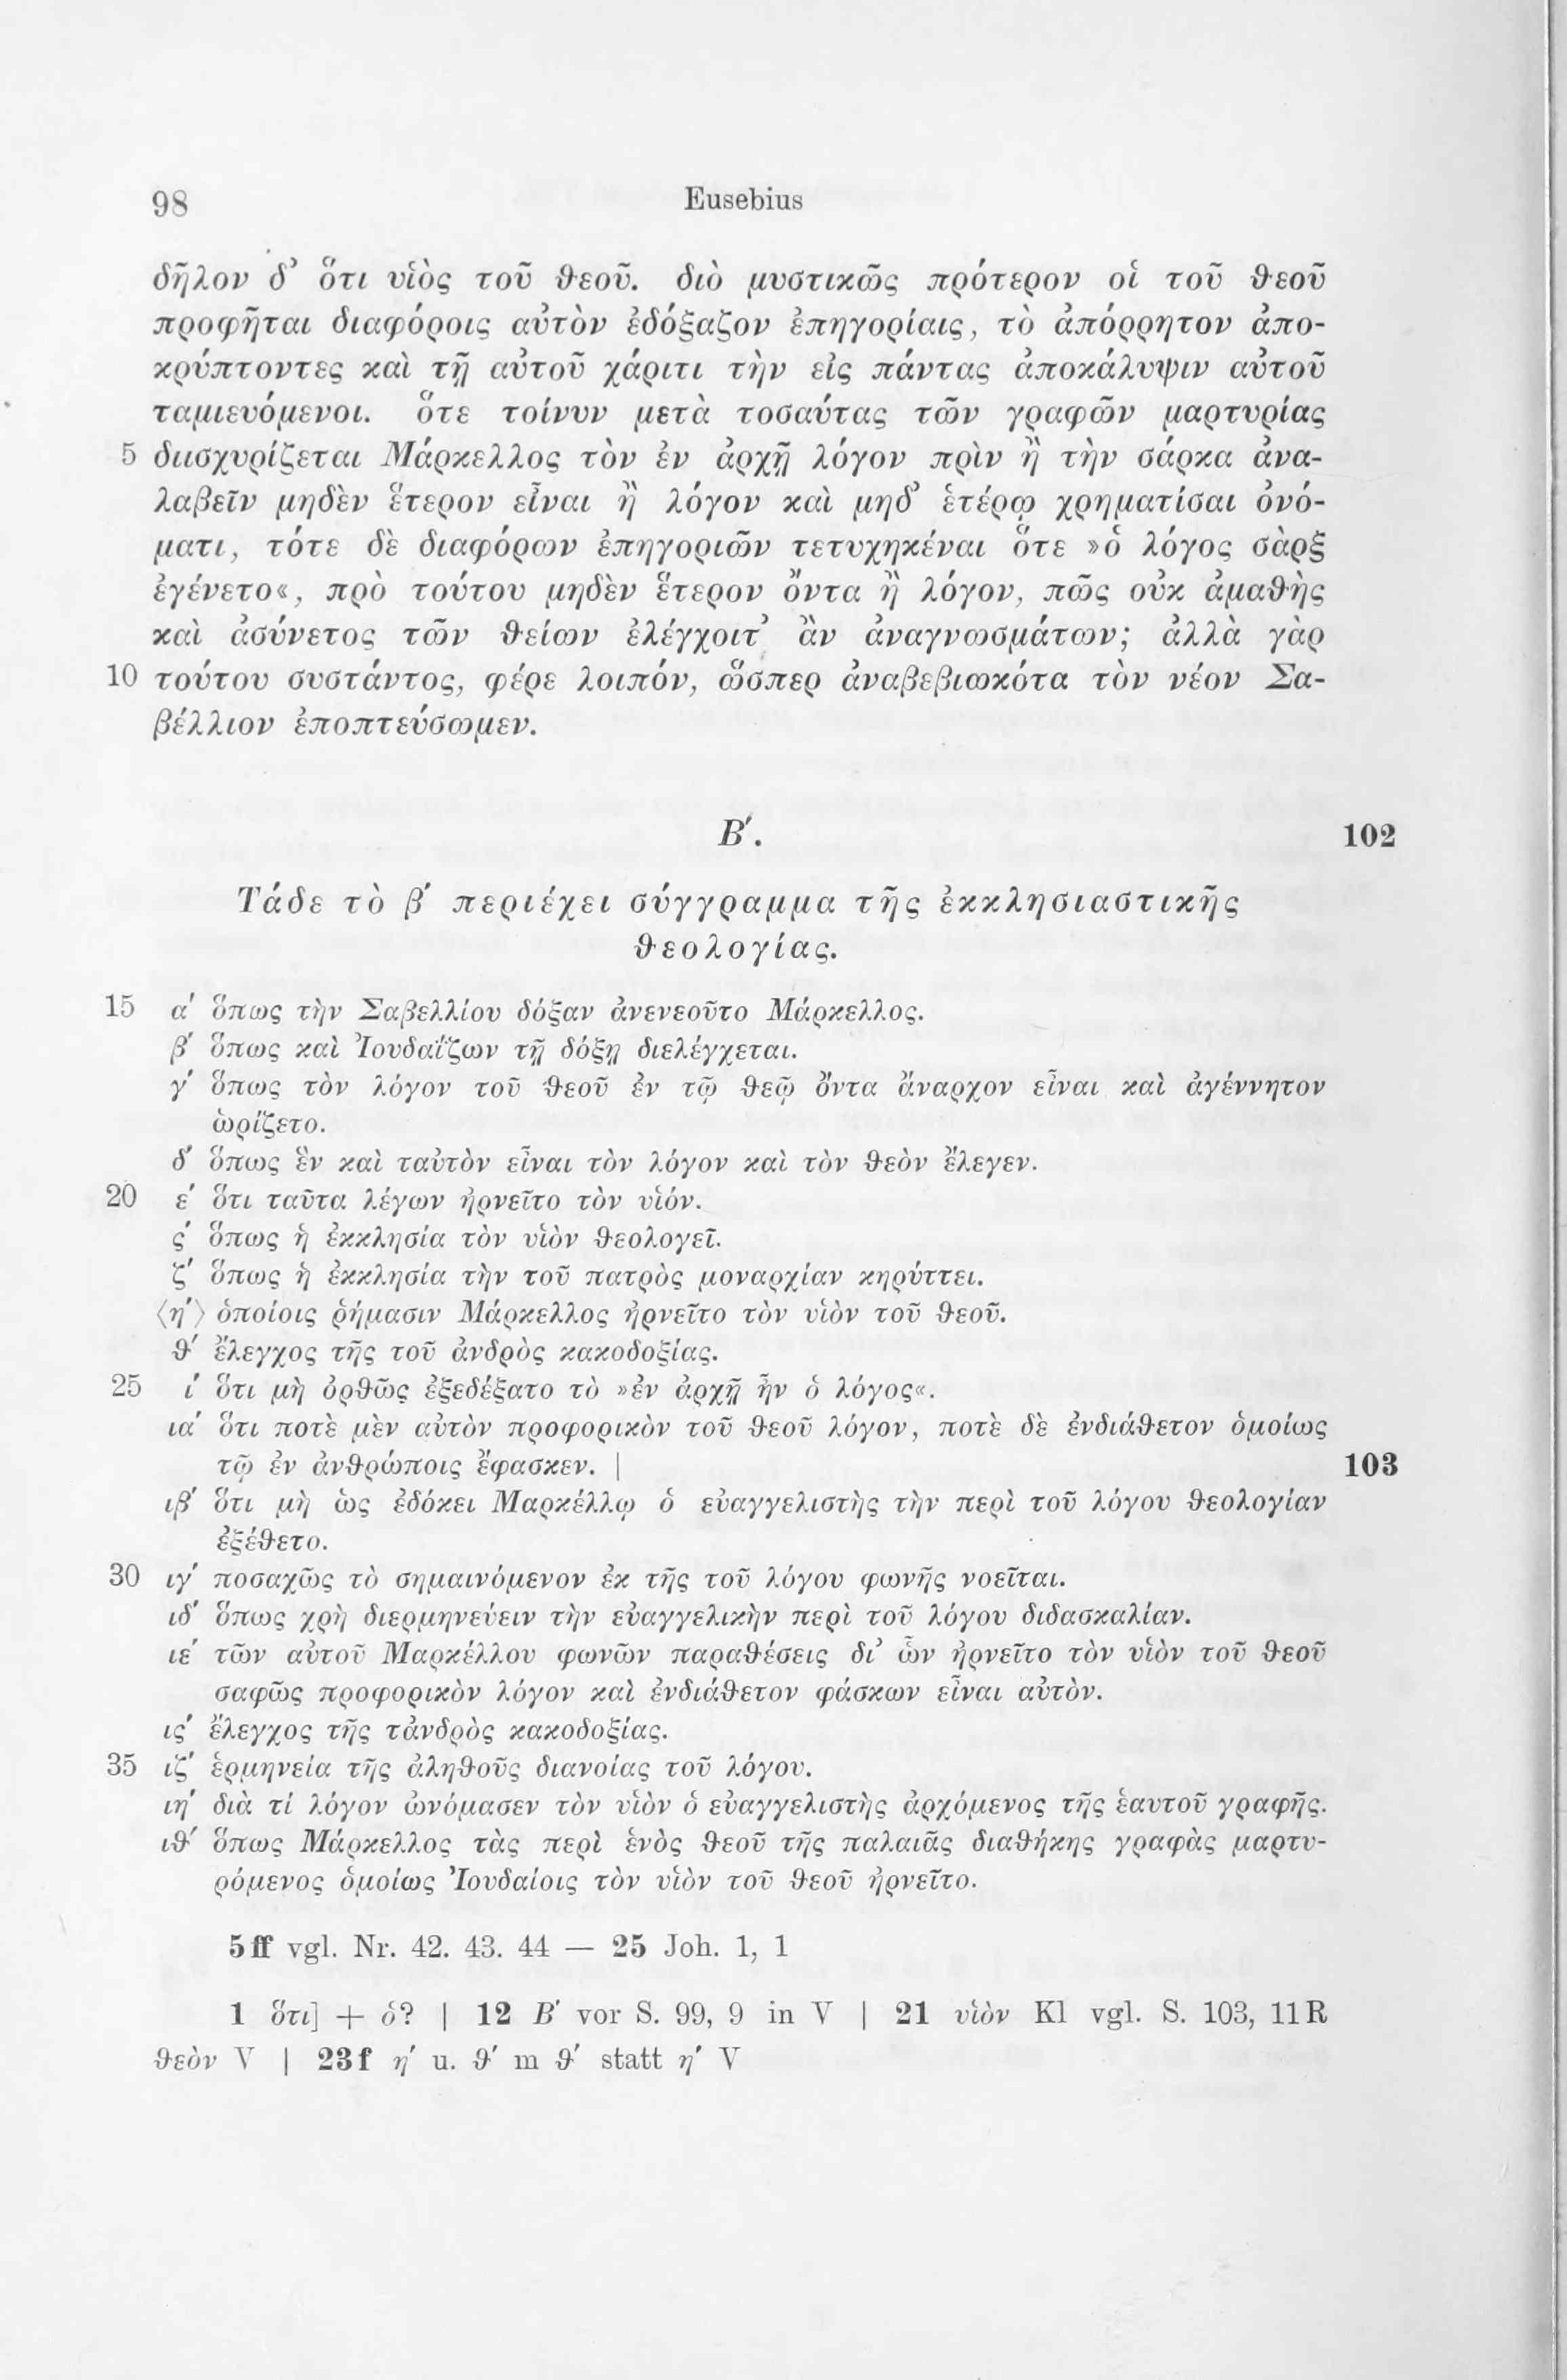 98 Eusebius
δῆλον δ’ ὅτι υἱὸς τοῦ θεοῦ. διὸ μυστικῶς πρότερον οἱ τοῦ θεοῦ
προφῆται διαφόροις αὐτὸν ἐδόξαζον ἐπηγορίαις, τὸ ἀπόρρητον ἀπο-
κρύπτοντες καὶ τῇ αὐτοῦ χάριτι τὴν εἰς πάντας ἀποκάλυψιν αὐτοῦ
ταμιευόμενοι. ὅτε τοίνυν μετὰ τοσαύτας τῶν γραφῶν μαρτυρίας
5 διισχυρίζεται Μάρκελλος τὸν ἐν ἀρχῇ λόγον πρὶν ἢ τὴν σάρκα ἀνα-
λαβεῖν μηδὲν ἕτερον εἶναι ἢ λόγον καὶ μηδ’ ἑτέρῳ χρηματίσαι ὀνό-
ματι, τότε δὲ διαφόρων ἐπηγοριῶν τετυχηκέναι ὅτε »ὁ λόγος σὰρξ
ἐγένετο«, πρὸ τούτου μηδὲν ἕτερον ὄντα ἢ λόγον, πῶς οὐκ ἀμαθὴς
καὶ ἀσύνετος τῶν θείων ἐλέγχοιτ’ ἂν ἀναγνωσμάτων; ἀλλὰ γὰρ
10 τούτου συστάντος, φέρε λοιπόν, ὥσπερ ἀναβεβιωκότα τὸν νέον Σα-
βέλλιον ἐποπτεύσωμεν.
Β′. 102
Τάδε τὸ β′ περιέχει σύγγραμμα τῆς ἐκκλησιαστικῆς
θεολογίας.
15 α′ ὅπως τὴν Σαβελλίου δόξαν ἀνενεοῦτο Μάρκελλος.
β′ ὅπως καὶ Ἰουδαΐζων τῇ δόξῃ διελέγχεται.
γ′ ὅπως τὸν λόγον τοῦ θεοῦ ἐν τῷ θεῷ ὄντα ἄναρχον εἶναι καὶ ἀγέννητον
ὡρίζετο.
δ′ ὅπως ἓν καὶ ταὐτὸν εἶναι τὸν λόγον καὶ τὸν θεὸν ἔλεγεν.
20 ε′ ὅτι ταῦτα λέγων ἠρνεῖτο τὸν υἱόν.
ϛ′ ὅπως ἡ ἐκκλησία τὸν υἱὸν θεολογεῖ.
ζ′ ὅπως ἡ ἐκκλησία τὴν τοῦ πατρὸς μοναρχίαν κηρύττει.
⟨η′⟩ ὁποίοις ῥήμασιν Μάρκελλος ἠρνεῖτο τὸν υἱὸν τοῦ θεοῦ.
θ′ ἔλεγχος τῆς τοῦ ἀνδρὸς κακοδοξίας.
25 ι′ ὅτι μὴ ὀρθῶς ἐξεδέξατο τὸ »ἐν ἀρχῇ ἦν ὁ λόγος«.
ια′ ὅτι ποτὲ μὲν αὐτὸν προφορικὸν τοῦ θεοῦ λόγον, ποτὲ δὲ ἐνδιάθετον ὁμοίως
τῷ ἐν ἀνθρώποις ἔφασκεν. | 103
ιβ′ ὅτι μὴ ὡς ἐδόκει Μαρκέλλῳ ὁ εὐαγγελιστὴς τὴν περὶ τοῦ λόγου θεολογίαν
ἐξέθετο.
30 ιγ′ ποσαχῶς τὸ σημαινόμενον ἐκ τῆς τοῦ λόγου φωνῆς νοεῖται.
ιδ′ ὅπως χρὴ διερμηνεύειν τὴν εὐαγγελικὴν περὶ τοῦ λόγου διδασκαλίαν.
ιε′ τῶν αὐτοῦ Μαρκέλλου φωνῶν παραθέσεις δι’ ὧν ἠρνεῖτο τὸν υἱὸν τοῦ θεοῦ
σαφῶς προφορικὸν λόγον καὶ ἐνδιάθετον φάσκων εἶναι αὐτὸν.
ιϛ′ ἔλεγχος τῆς τἀνδρὸς κακοδοξίας.
35 ιζ′ ἑρμηνεία τῆς ἀληθοῦς διανοίας τοῦ λόγου.
ιη′ διὰ τί λόγον ὠνόμασεν τὸν υἱὸν ὁ εὐαγγελιστὴς ἀρχόμενος τῆς ἑαυτοῦ γραφῆς.
ιθ′ ὅπως Μάρκελλος τὰς περὶ ἑνὸς θεοῦ τῆς παλαιᾶς διαθήκης γραφὰς μαρτυ-
ρόμενος ὁμοίως Ἰουδαίοις τὸν υἱὸν τοῦ θεοῦ ἠρνεῖτο.
5 ff vgl. Nr. 42. 43. 44 — 25 Joh. 1, 1
1 ὅτι] + ὁ? | 12 Β′ vor S. 99, 9 in V | 21 υἱὸν Kl vgl. S. 103, 11 R
θεὸν V | 23 f η′ u. θ′ m θ′ statt η′ V